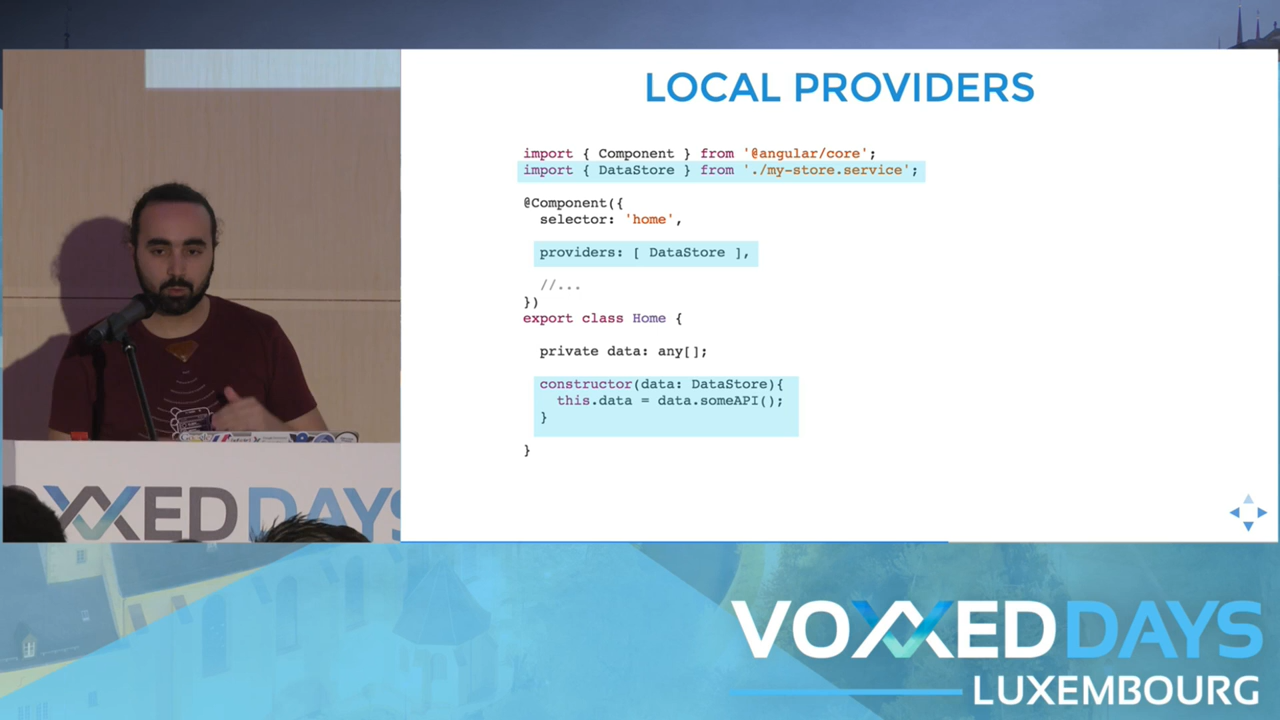 LOCAL PROVIDERS
import { Component } from '@angular/core';
import { DataStore } from './my-store.service';
@Component({
selector: 'home',
providers: [ DataStore ],
//...
})
export class Home {
private data: any[];
constructor(data: DataStore){
this.data = data.someAPI();
}
}
VOXXED DAYS
VOXXED DAYS
LUXEMBOURG